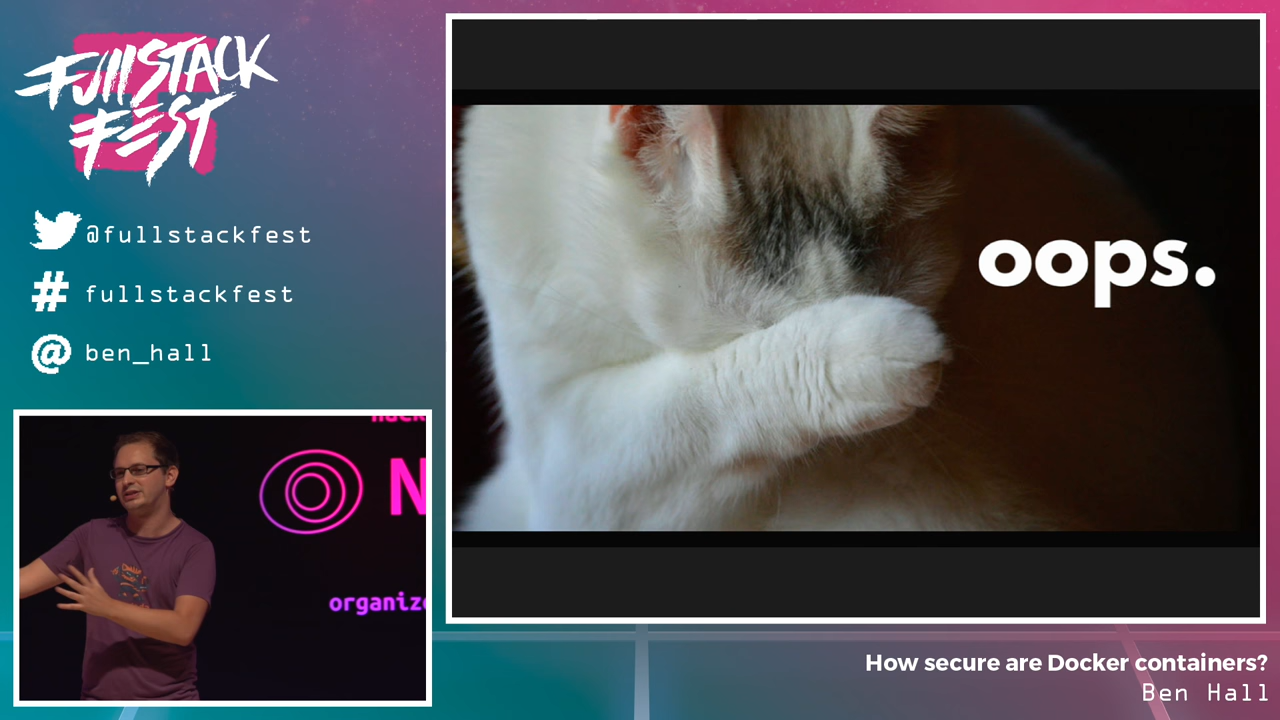 FullSTACK
FEST
@fullstackfest
# fullstackfest
@ ben_hall
oops.
N
organize
How secure are Docker containers?
Ben Hall